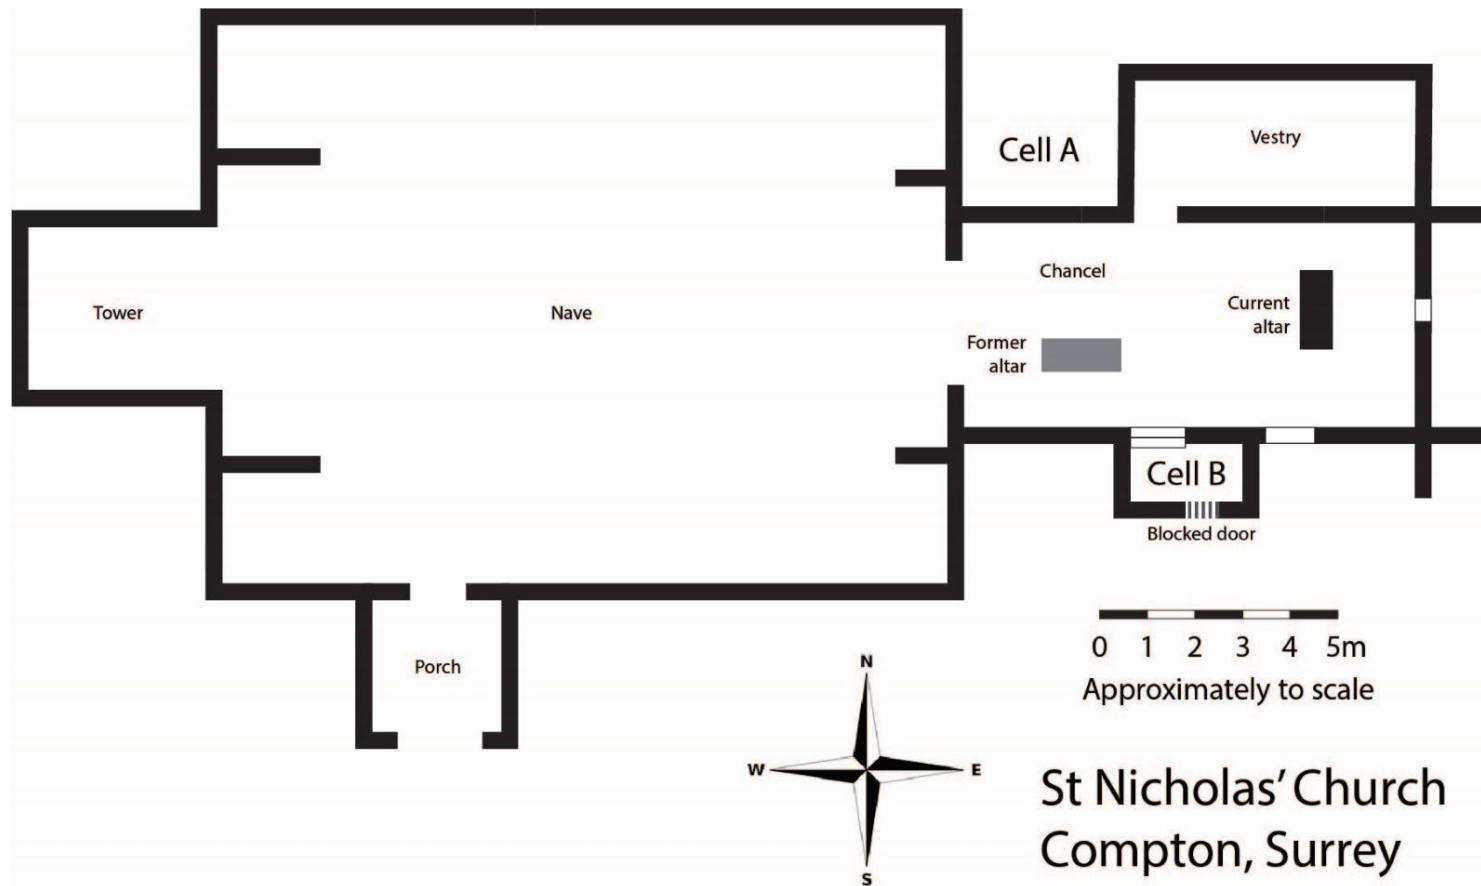 Cell A
Vestry
Chancel
Tower
Nave
Current
altar
Former
altar
Cell B
Blocked door
0 1 2 3 4 5m
Approximately to scale
Porch
N
W
E
S
St Nicholas’ Church
Compton, Surrey